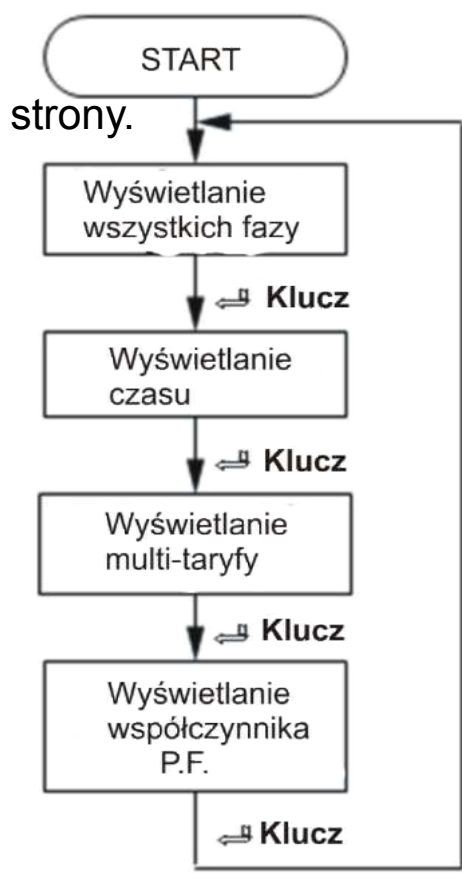 START
strony.
Wyświetlanie
wszystkich fazy
Klucz
Wyświetlanie
czasu
Klucz
Wyświetlanie
multi-taryfy
Klucz
Wyświetlanie
współczynnika
P.F.
Klucz